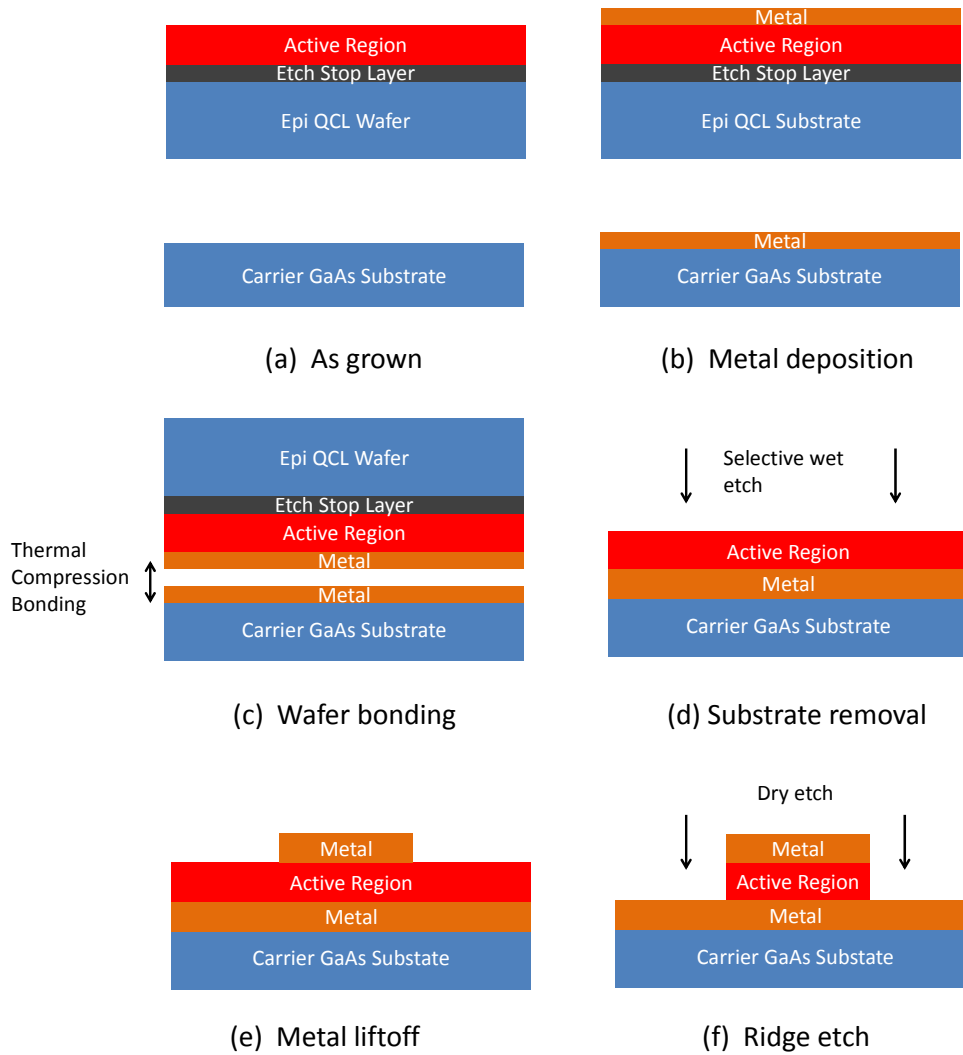 Active Region
Etch Stop Layer
Epi QCL Wafer
Carrier GaAs Substrate
(a) As grown
Metal
Active Region
Etch Stop Layer
Epi QCL Substrate
Metal
Carrier GaAs Substrate
(b) Metal deposition
Epi QCL Wafer
Etch Stop Layer
Active Region
Metal
Thermal
Compression
Bonding
Metal
Carrier GaAs Substrate
(c) Wafer bonding
Selective wet
etch
Active Region
Metal
Carrier GaAs Substrate
(d) Substrate removal
Metal
Active Region
Metal
Carrier GaAs Substate
(e) Metal liftoff
Dry etch
Metal
Active Region
Metal
Carrier GaAs Substrate
(f) Ridge etch